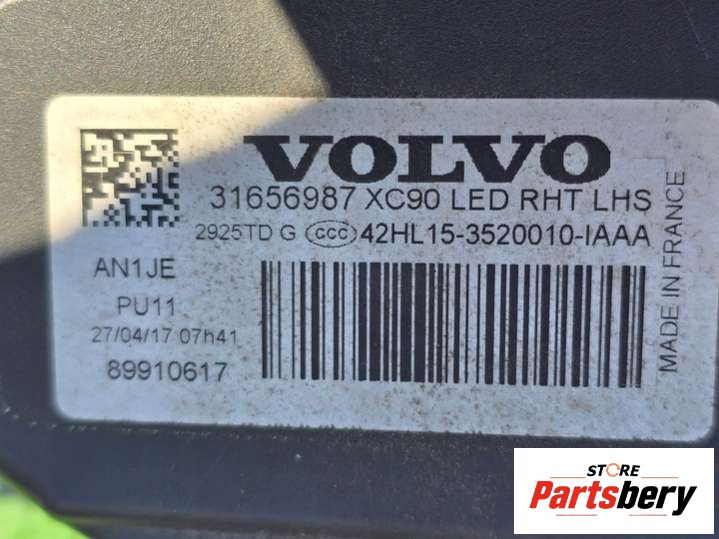 VOLVO
31656987 XC90 LED RHT LHS
2925TD G CCC 42HL15-3520010-IAAA
AN1JE
PU11
27/04/17 07h41
89910617
MADE IN FRANCE
STORE
Partsbery